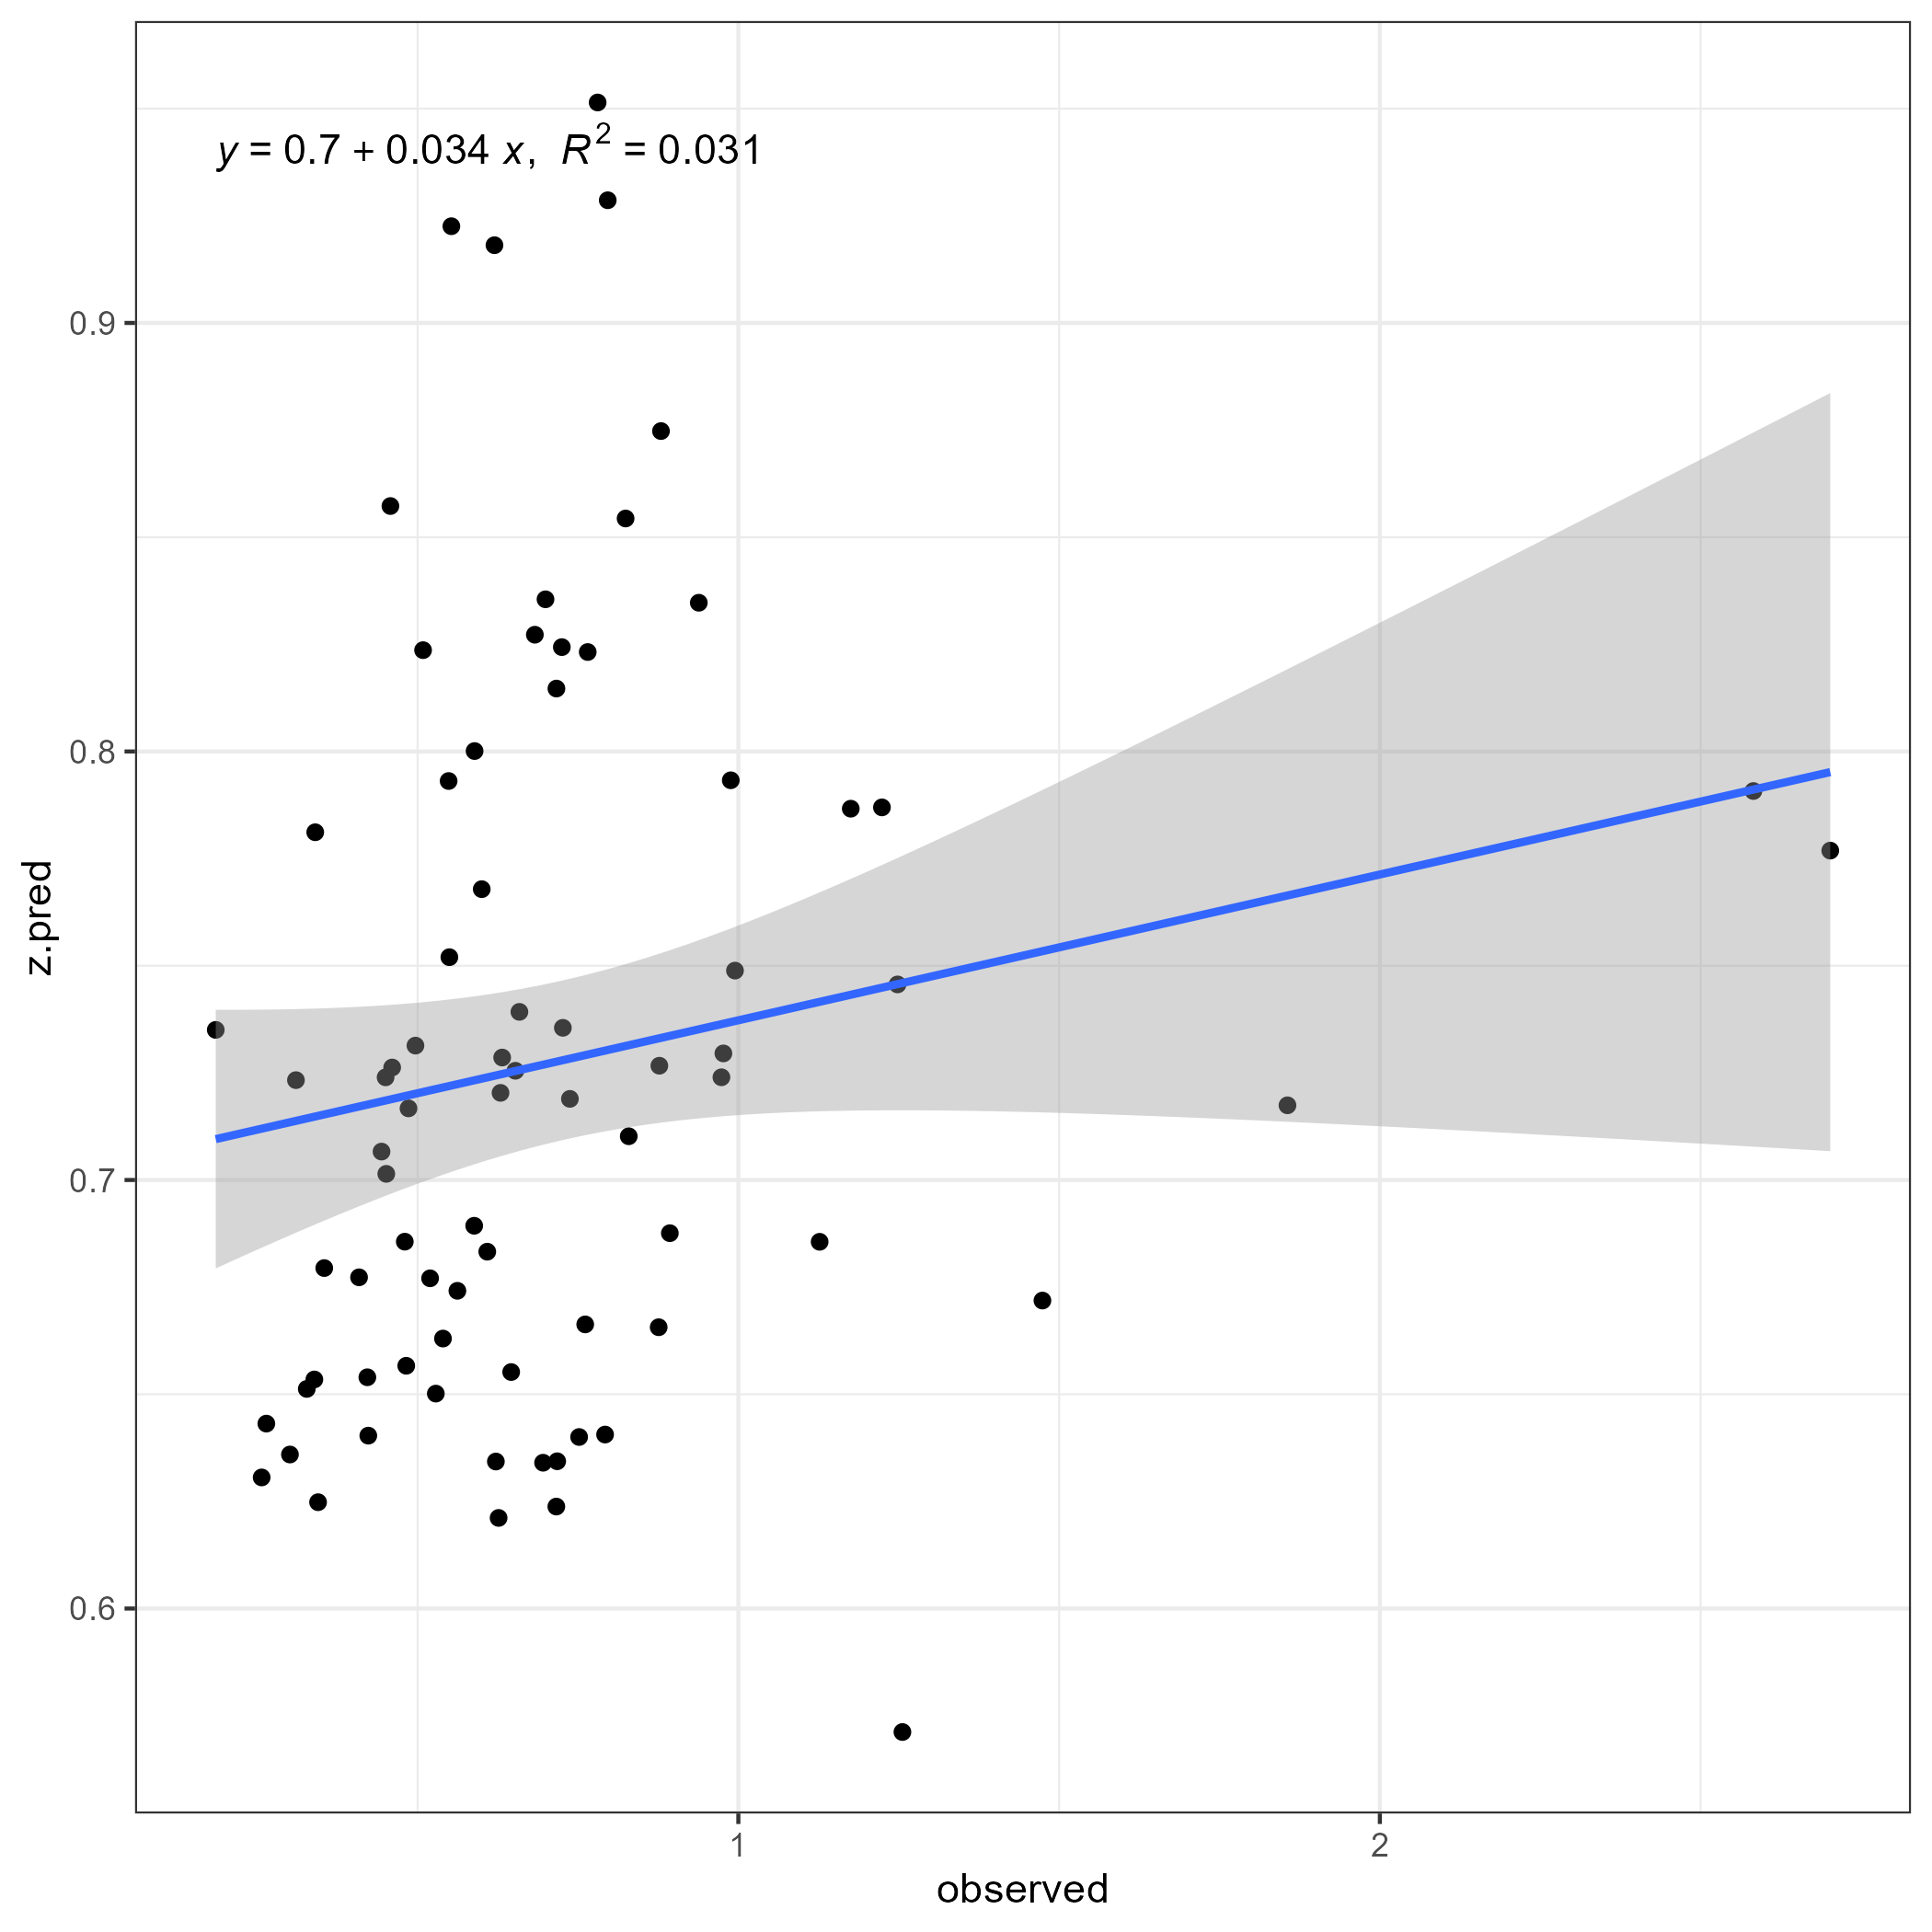 y = 0.7 + 0.034 x, R² = 0.031
0.9
0.8
0.7
0.6
z.pred
1 2
observed